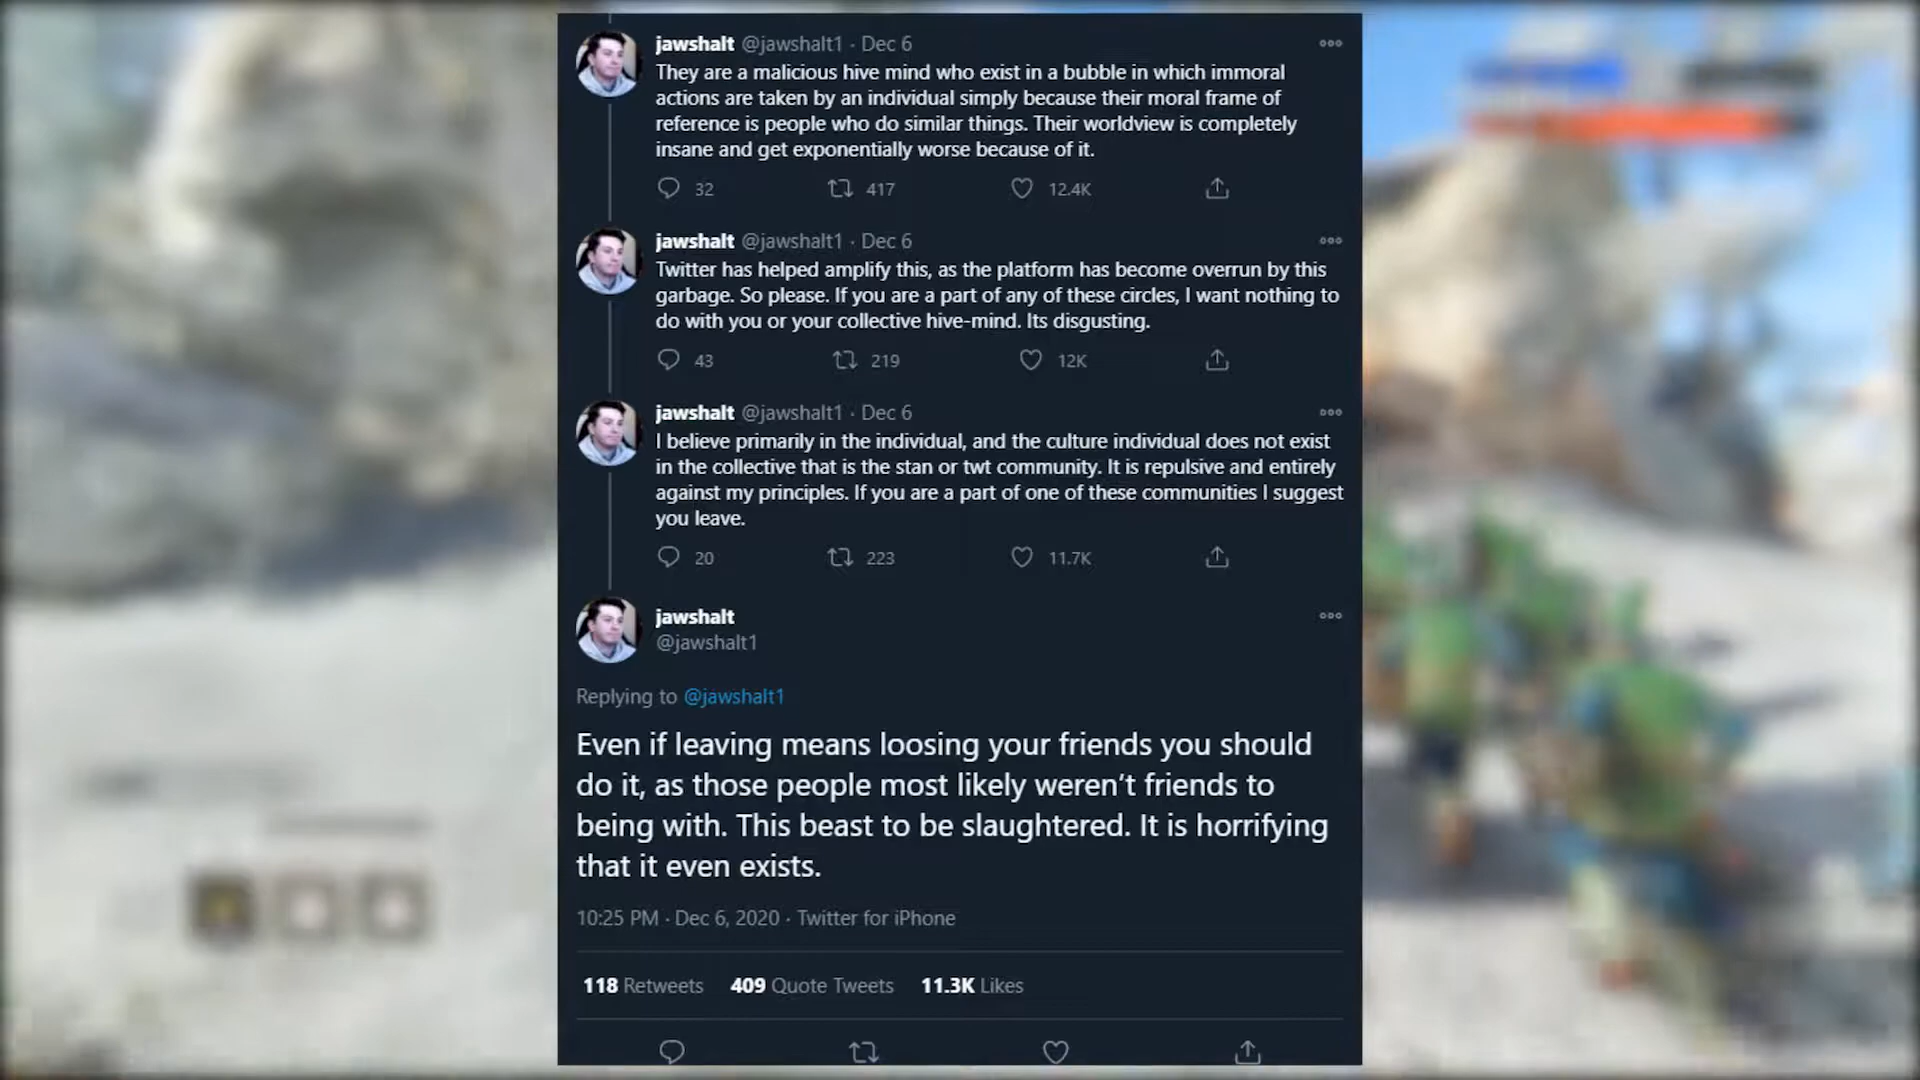 jawshalt @jawshalt1 · Dec 6
They are a malicious hive mind who exist in a bubble in which immoral
actions are taken by an individual simply because their moral frame of
reference is people who do similar things. Their worldview is completely
insane and get exponentially worse because of it.
32 417 12.4K
jawshalt @jawshalt1 · Dec 6
Twitter has helped amplify this, as the platform has become overrun by this
garbage. So please. If you are a part of any of these circles, I want nothing to
do with you or your collective hive-mind. Its disgusting.
43 219 12K
jawshalt @jawshalt1 · Dec 6
I believe primarily in the individual, and the culture individual does not exist
in the collective that is the stan or twt community. It is repulsive and entirely
against my principles. If you are a part of one of these communities I suggest
you leave.
20 223 11.7K
jawshalt
@jawshalt1
Replying to @jawshalt1
Even if leaving means loosing your friends you should
do it, as those people most likely weren't friends to
being with. This beast to be slaughtered. It is horrifying
that it even exists.
10:25 PM · Dec 6, 2020 · Twitter for iPhone
118 Retweets 409 Quote Tweets 11.3K Likes